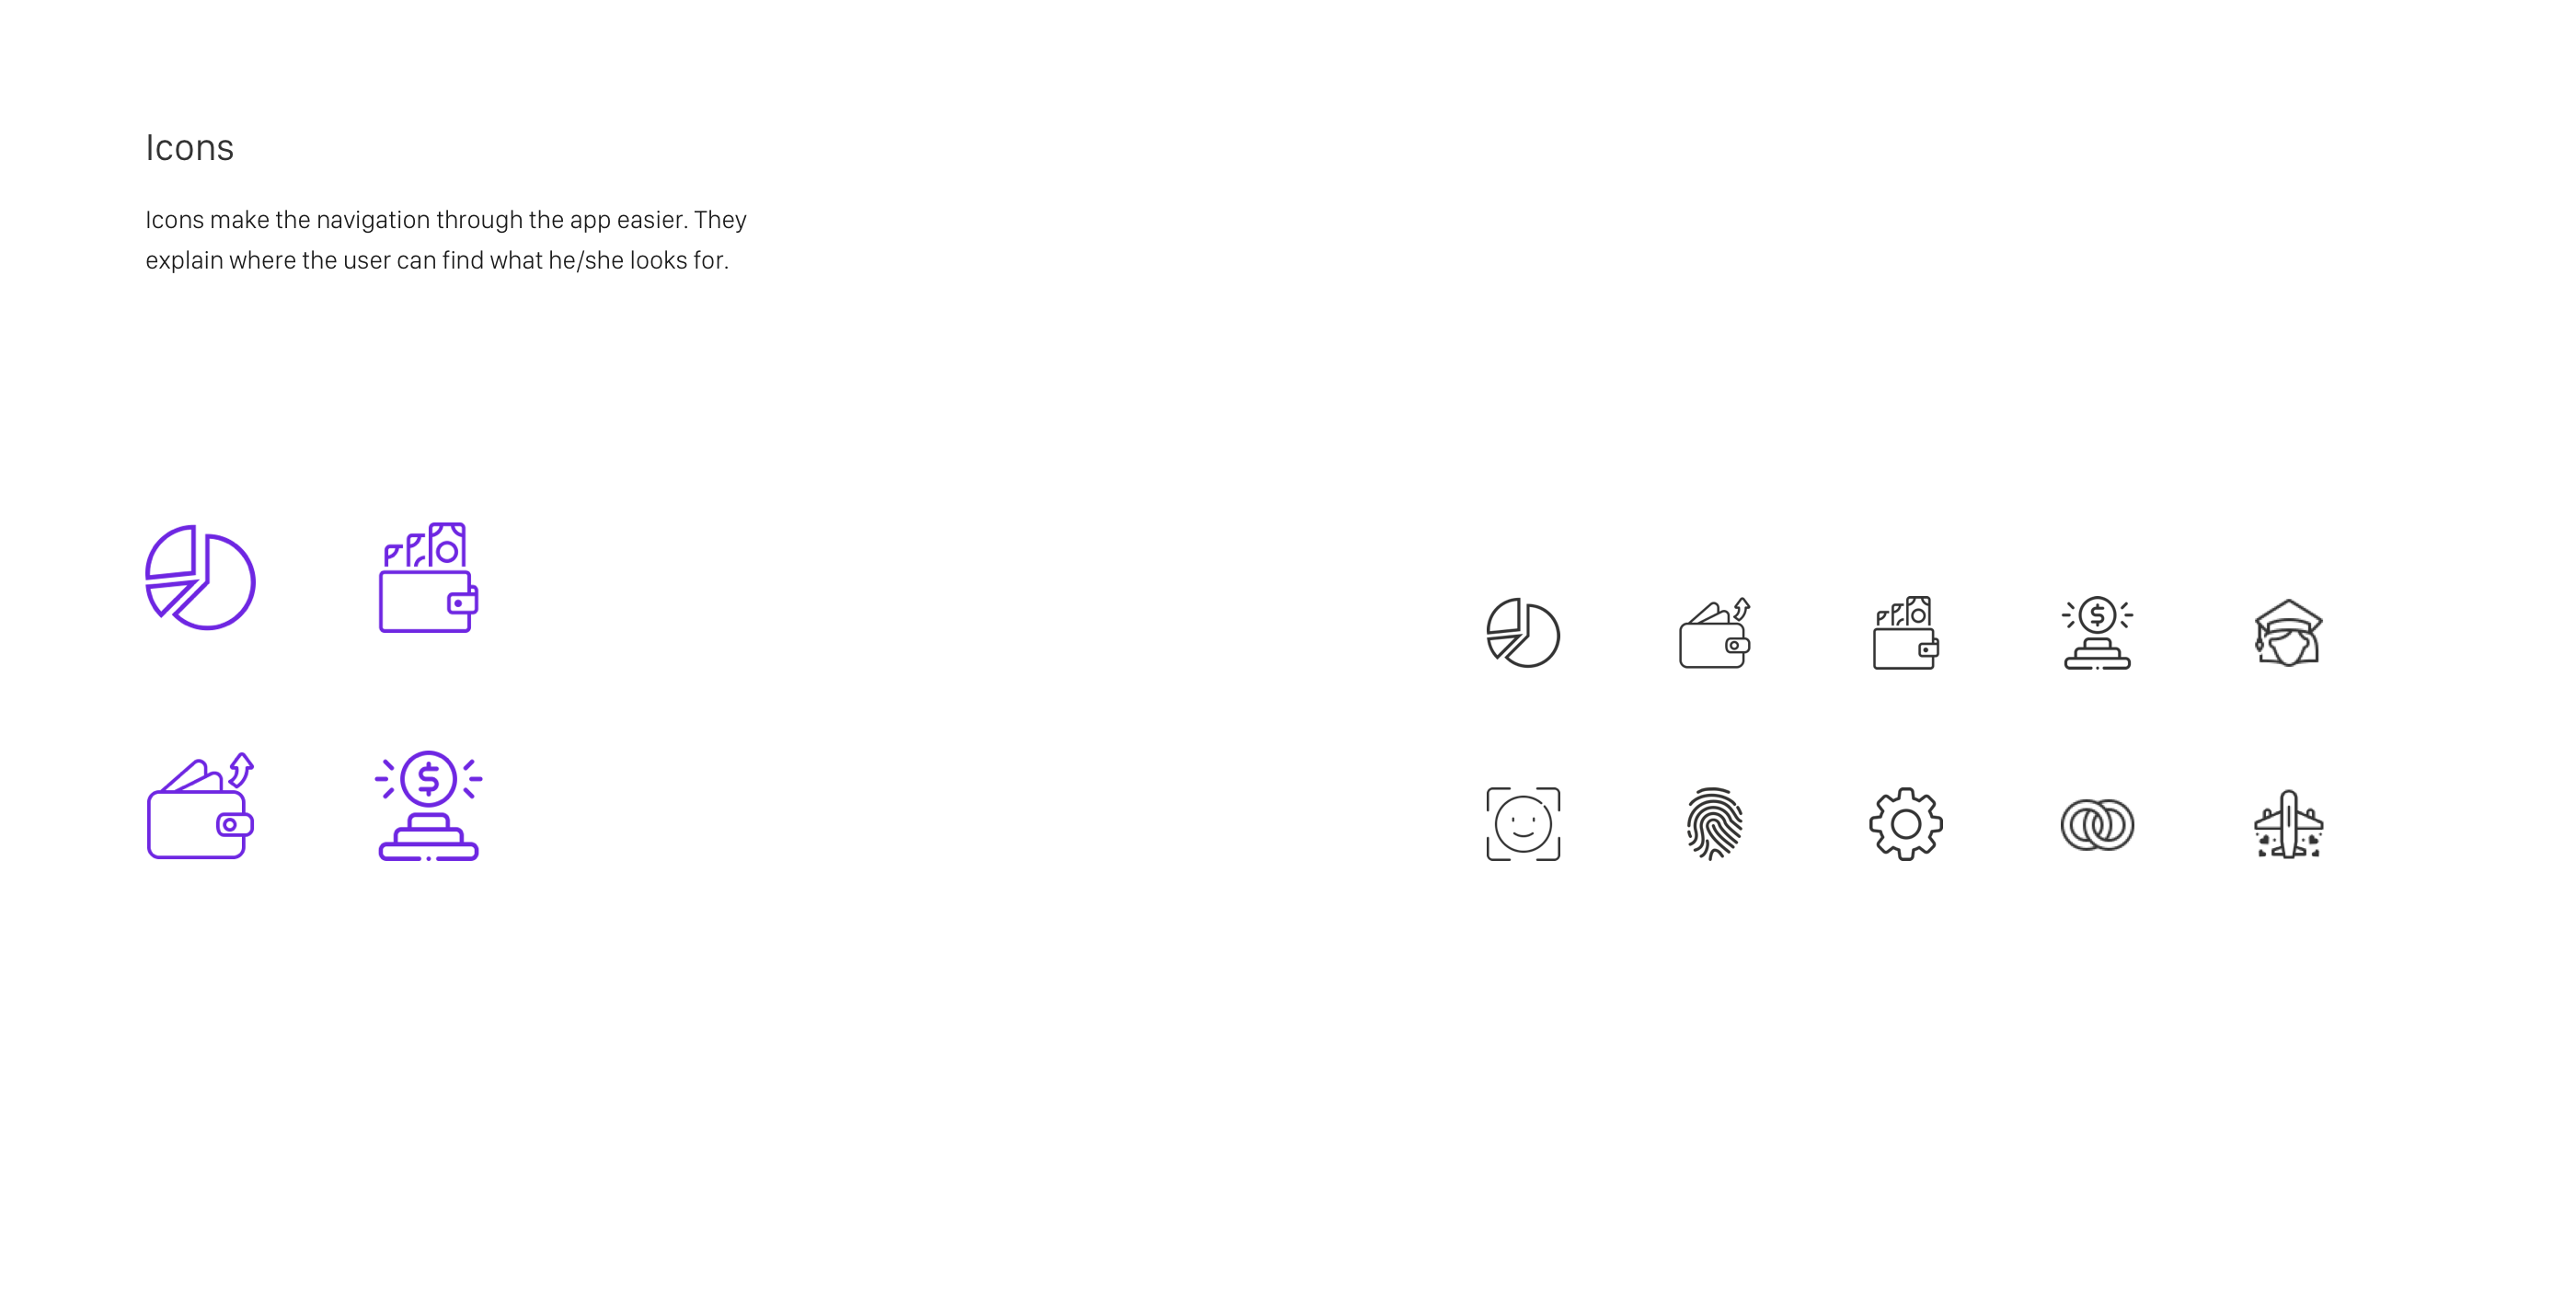 Icons
Icons make the navigation through the app easier. They
explain where the user can find what he/she looks for.
$
$